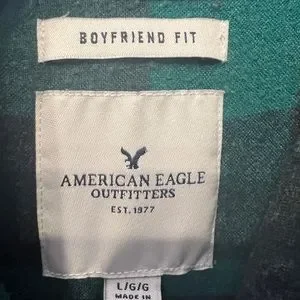 BOYFRIEND FIT
AMERICAN EAGLE
OUTFITTERS
EST. 1977
L/G/G
MADE IN